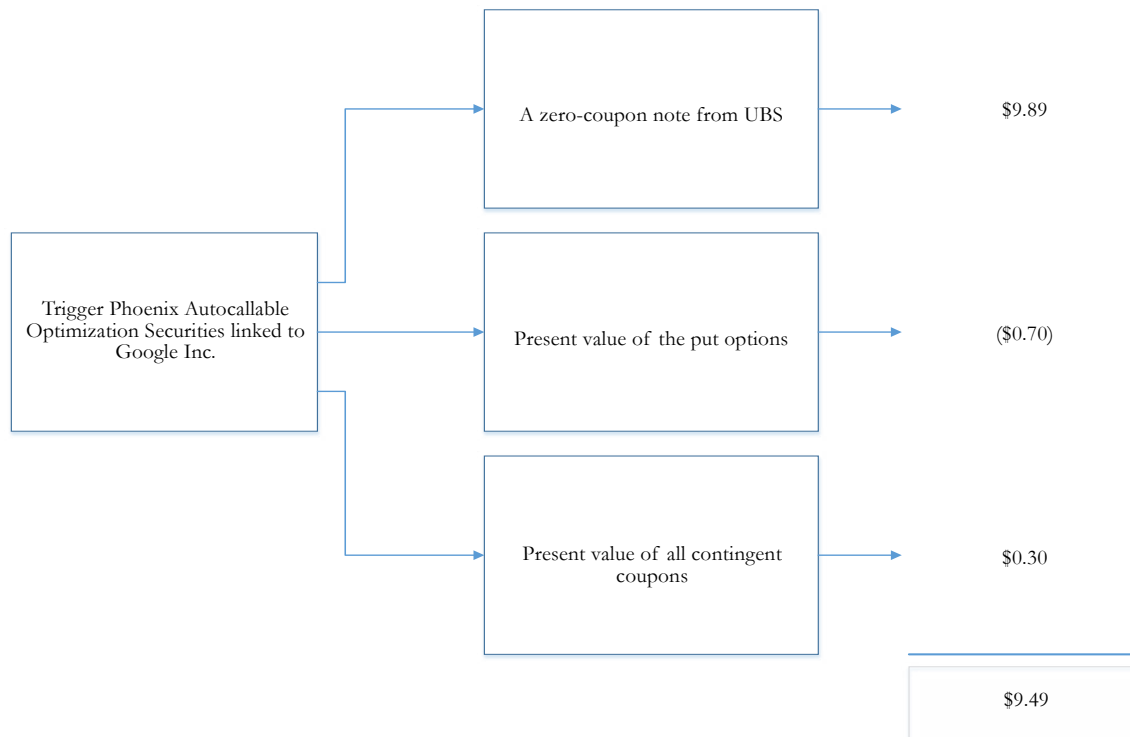 A zero-coupon note from UBS
$9.89
Trigger Phoenix Autocallable
Optimization Securities linked to
Google Inc.
Present value of the put options
($0.70)
Present value of all contingent
coupons
$0.30
$9.49